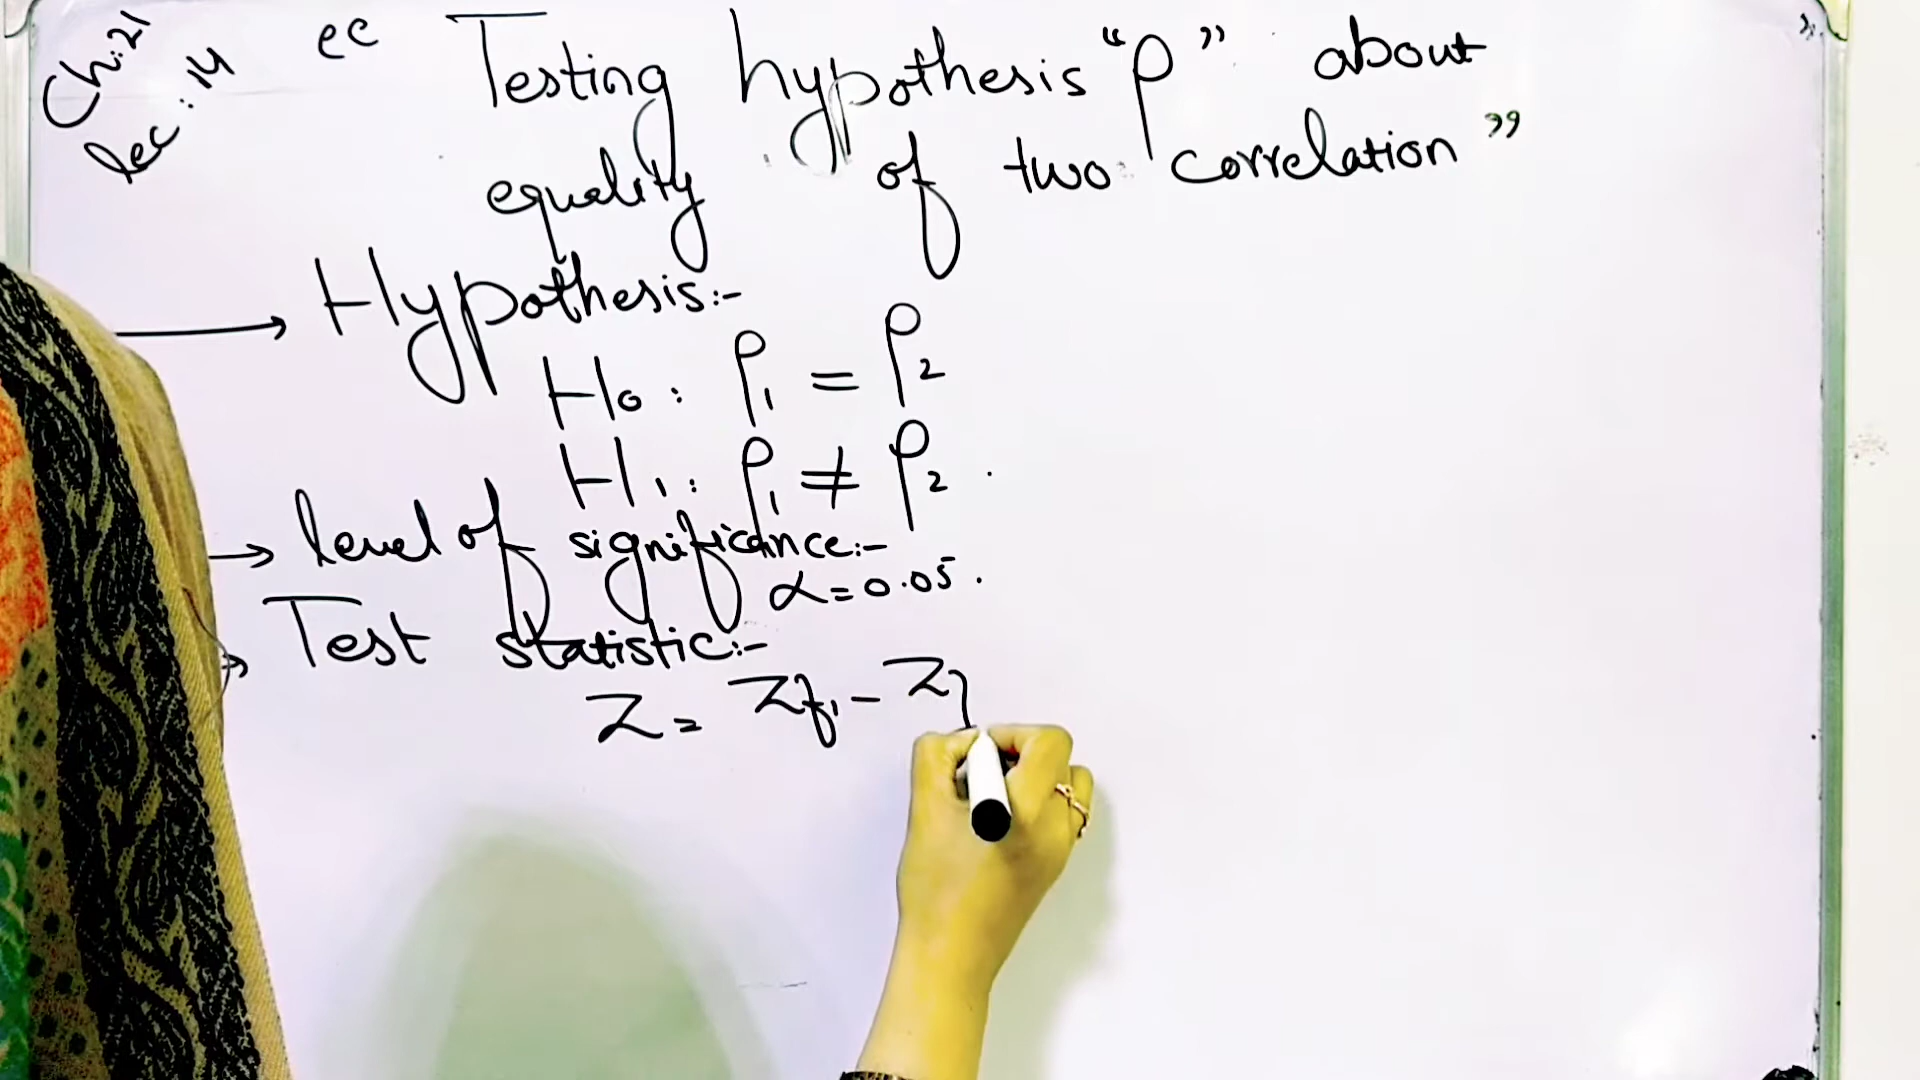 Ch:21
Lec:14
" Testing hypothesis "ρ" about
equality of two correlation "
→ Hypothesis:-
H₀: ρ₁ = ρ₂
H₁: ρ₁ ≠ ρ₂.
→ level of significance:-
α=0.05.
→ Test statistic:-
Z = Zf₁ - Zf